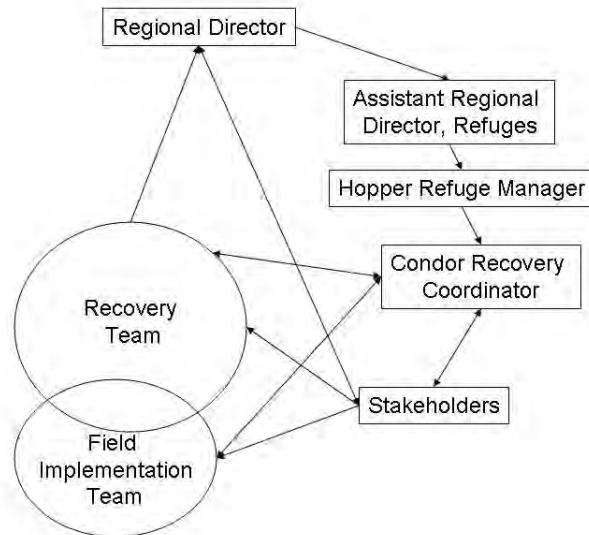 Regional Director
Assistant Regional
Director, Refuges
Hopper Refuge Manager
Condor Recovery
Coordinator
Recovery
Team
Stakeholders
Field
Implementation
Team